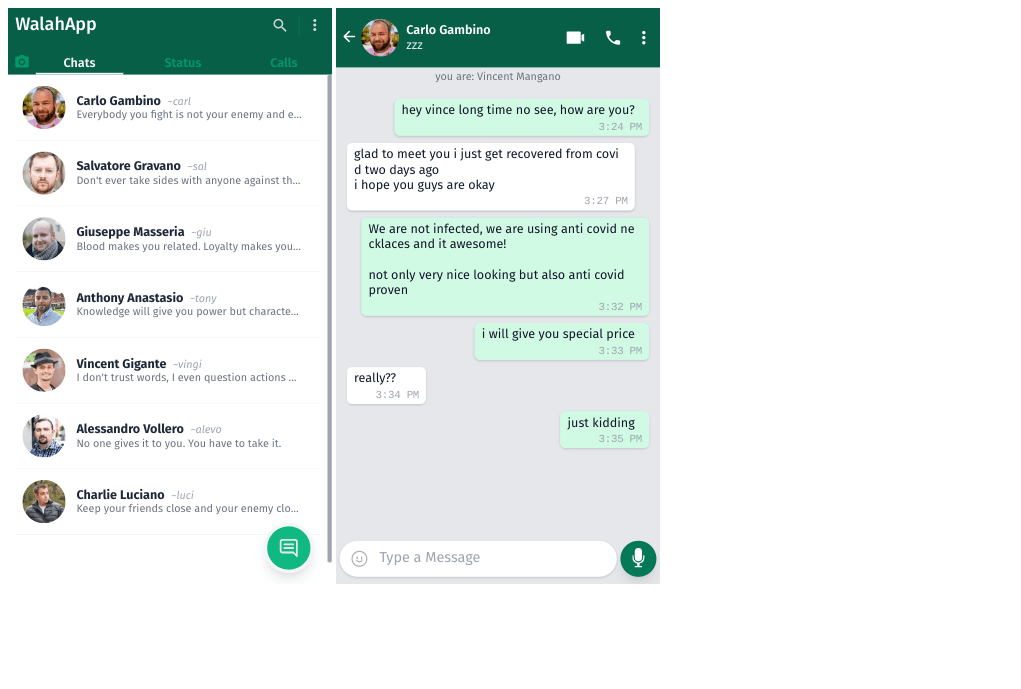 WalahApp
Chats Status Calls
Carlo Gambino ~carl
Everybody you fight is not your enemy and e...
Salvatore Gravano ~sal
Don't ever take sides with anyone against th...
Giuseppe Masseria ~giu
Blood makes you related. Loyalty makes you...
Anthony Anastasio ~tony
Knowledge will give you power but characte...
Vincent Gigante ~vingi
I don't trust words, I even question actions ...
Alessandro Vollero ~alevo
No one gives it to you. You have to take it.
Charlie Luciano ~luci
Keep your friends close and your enemy clo...
Carlo Gambino
zzz
you are: Vincent Mangano
hey vince long time no see, how are you?
3:24 PM
glad to meet you i just get recovered from covi
d two days ago
i hope you guys are okay
3:27 PM
We are not infected, we are using anti covid ne
cklaces and it awesome!
not only very nice looking but also anti covid
proven
3:32 PM
i will give you special price
3:33 PM
really??
3:34 PM
just kidding
3:35 PM
Type a Message